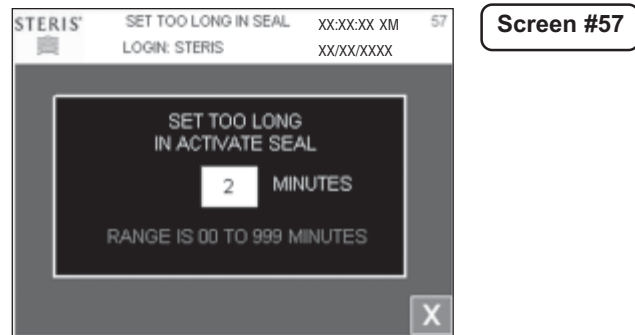 STERIS® SET TOO LONG IN SEAL XX:XX:XX XM 57
LOGIN: STERIS XX/XX/XXXX
Screen #57
SET TOO LONG
IN ACTIVATE SEAL
2 MINUTES
RANGE IS 00 TO 999 MINUTES
X